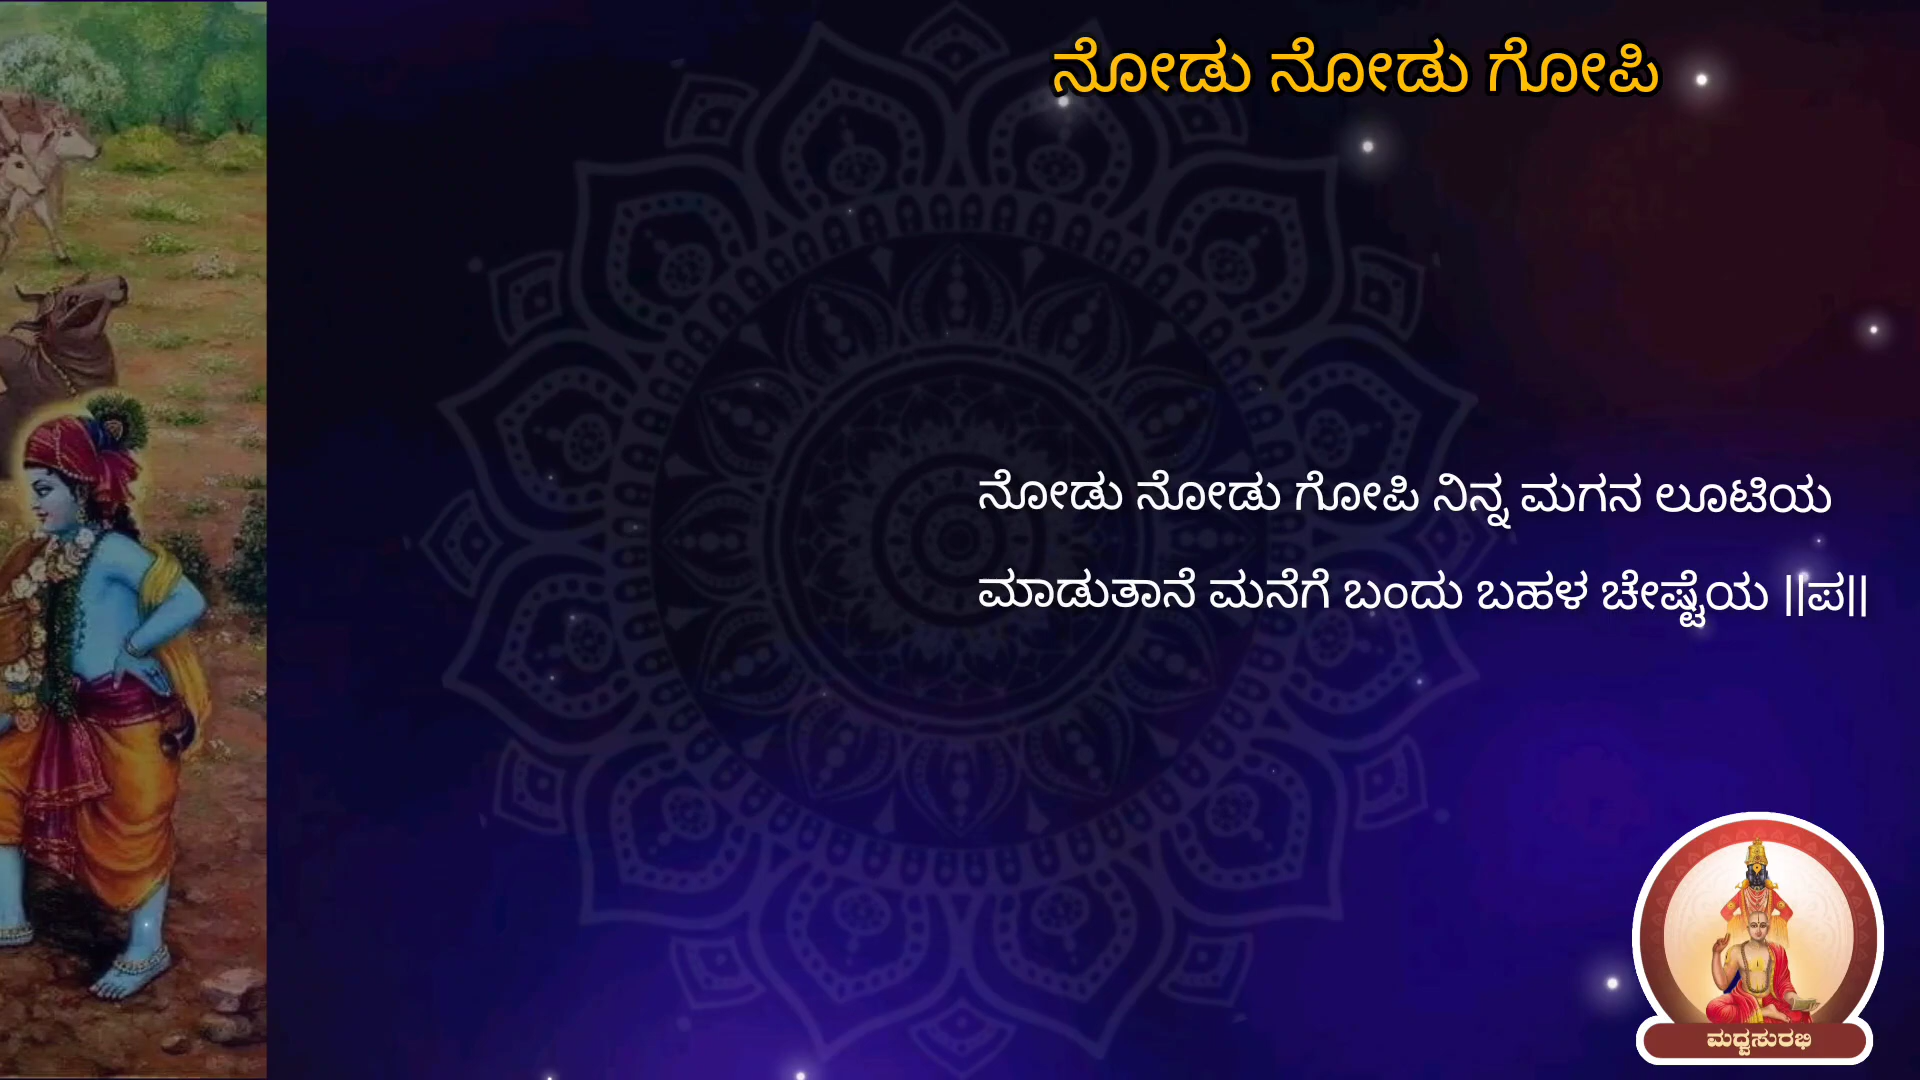 ನೋಡು ನೋಡು ಗೋಪಿ
ನೋಡು ನೋಡು ಗೋಪಿ ನಿನ್ನ ಮಗನ ಲೂಟಿಯ
ಮಾಡುತಾನೆ ಮನೆಗೆ ಬಂದು ಬಹಳ ಚೇಷ್ಟೆಯ ||ಪ||
ಮಧ್ವಸುರಭಿ